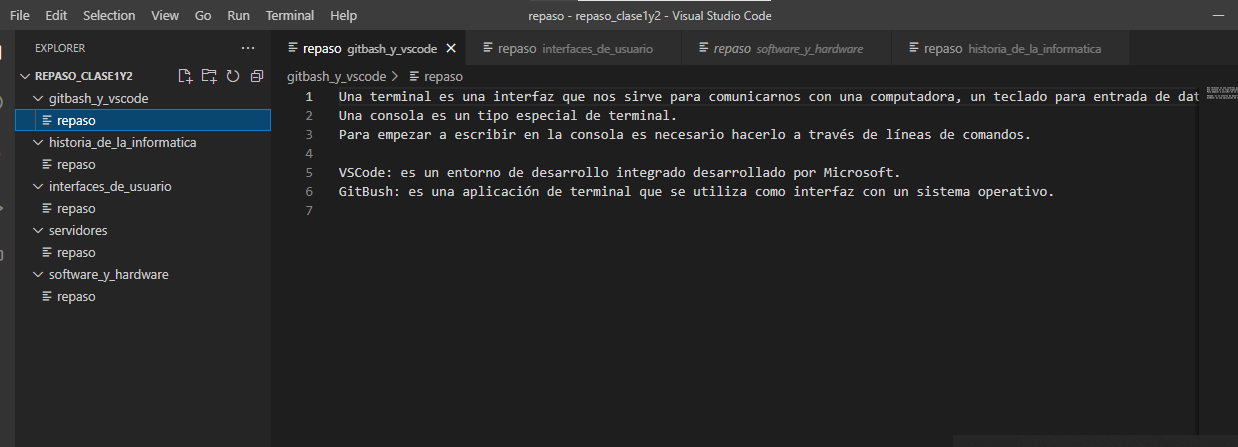 File Edit Selection View Go Run Terminal Help
repaso - repaso_clase1y2 - Visual Studio Code
EXPLORER
REPASO_CLASE1Y2
gitbash_y_vscode
repaso
historia_de_la_informatica
repaso
interfaces_de_usuario
repaso
servidores
repaso
software_y_hardware
repaso
repaso gitbash_y_vscode
repaso interfaces_de_usuario
repaso software_y_hardware
repaso historia_de_la_informatica
gitbash_y_vscode > repaso
1 Una terminal es una interfaz que nos sirve para comunicarnos con una computadora, un teclado para entrada de dat
2 Una consola es un tipo especial de terminal.
3 Para empezar a escribir en la consola es necesario hacerlo a través de líneas de comandos.
4
5 VSCode: es un entorno de desarrollo integrado desarrollado por Microsoft.
6 GitBush: es una aplicación de terminal que se utiliza como interfaz con un sistema operativo.
7